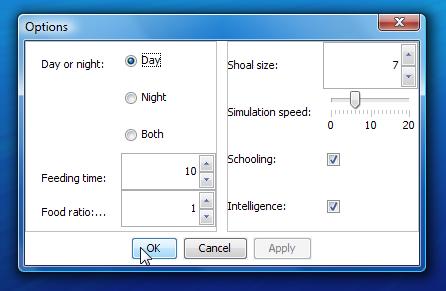 Options
Day or night:
Day
Night
Both
Feeding time:
10
Food ratio:...
1
Shoal size:
7
Simulation speed:
0 10 20
Schooling:
Intelligence:
OK Cancel Apply